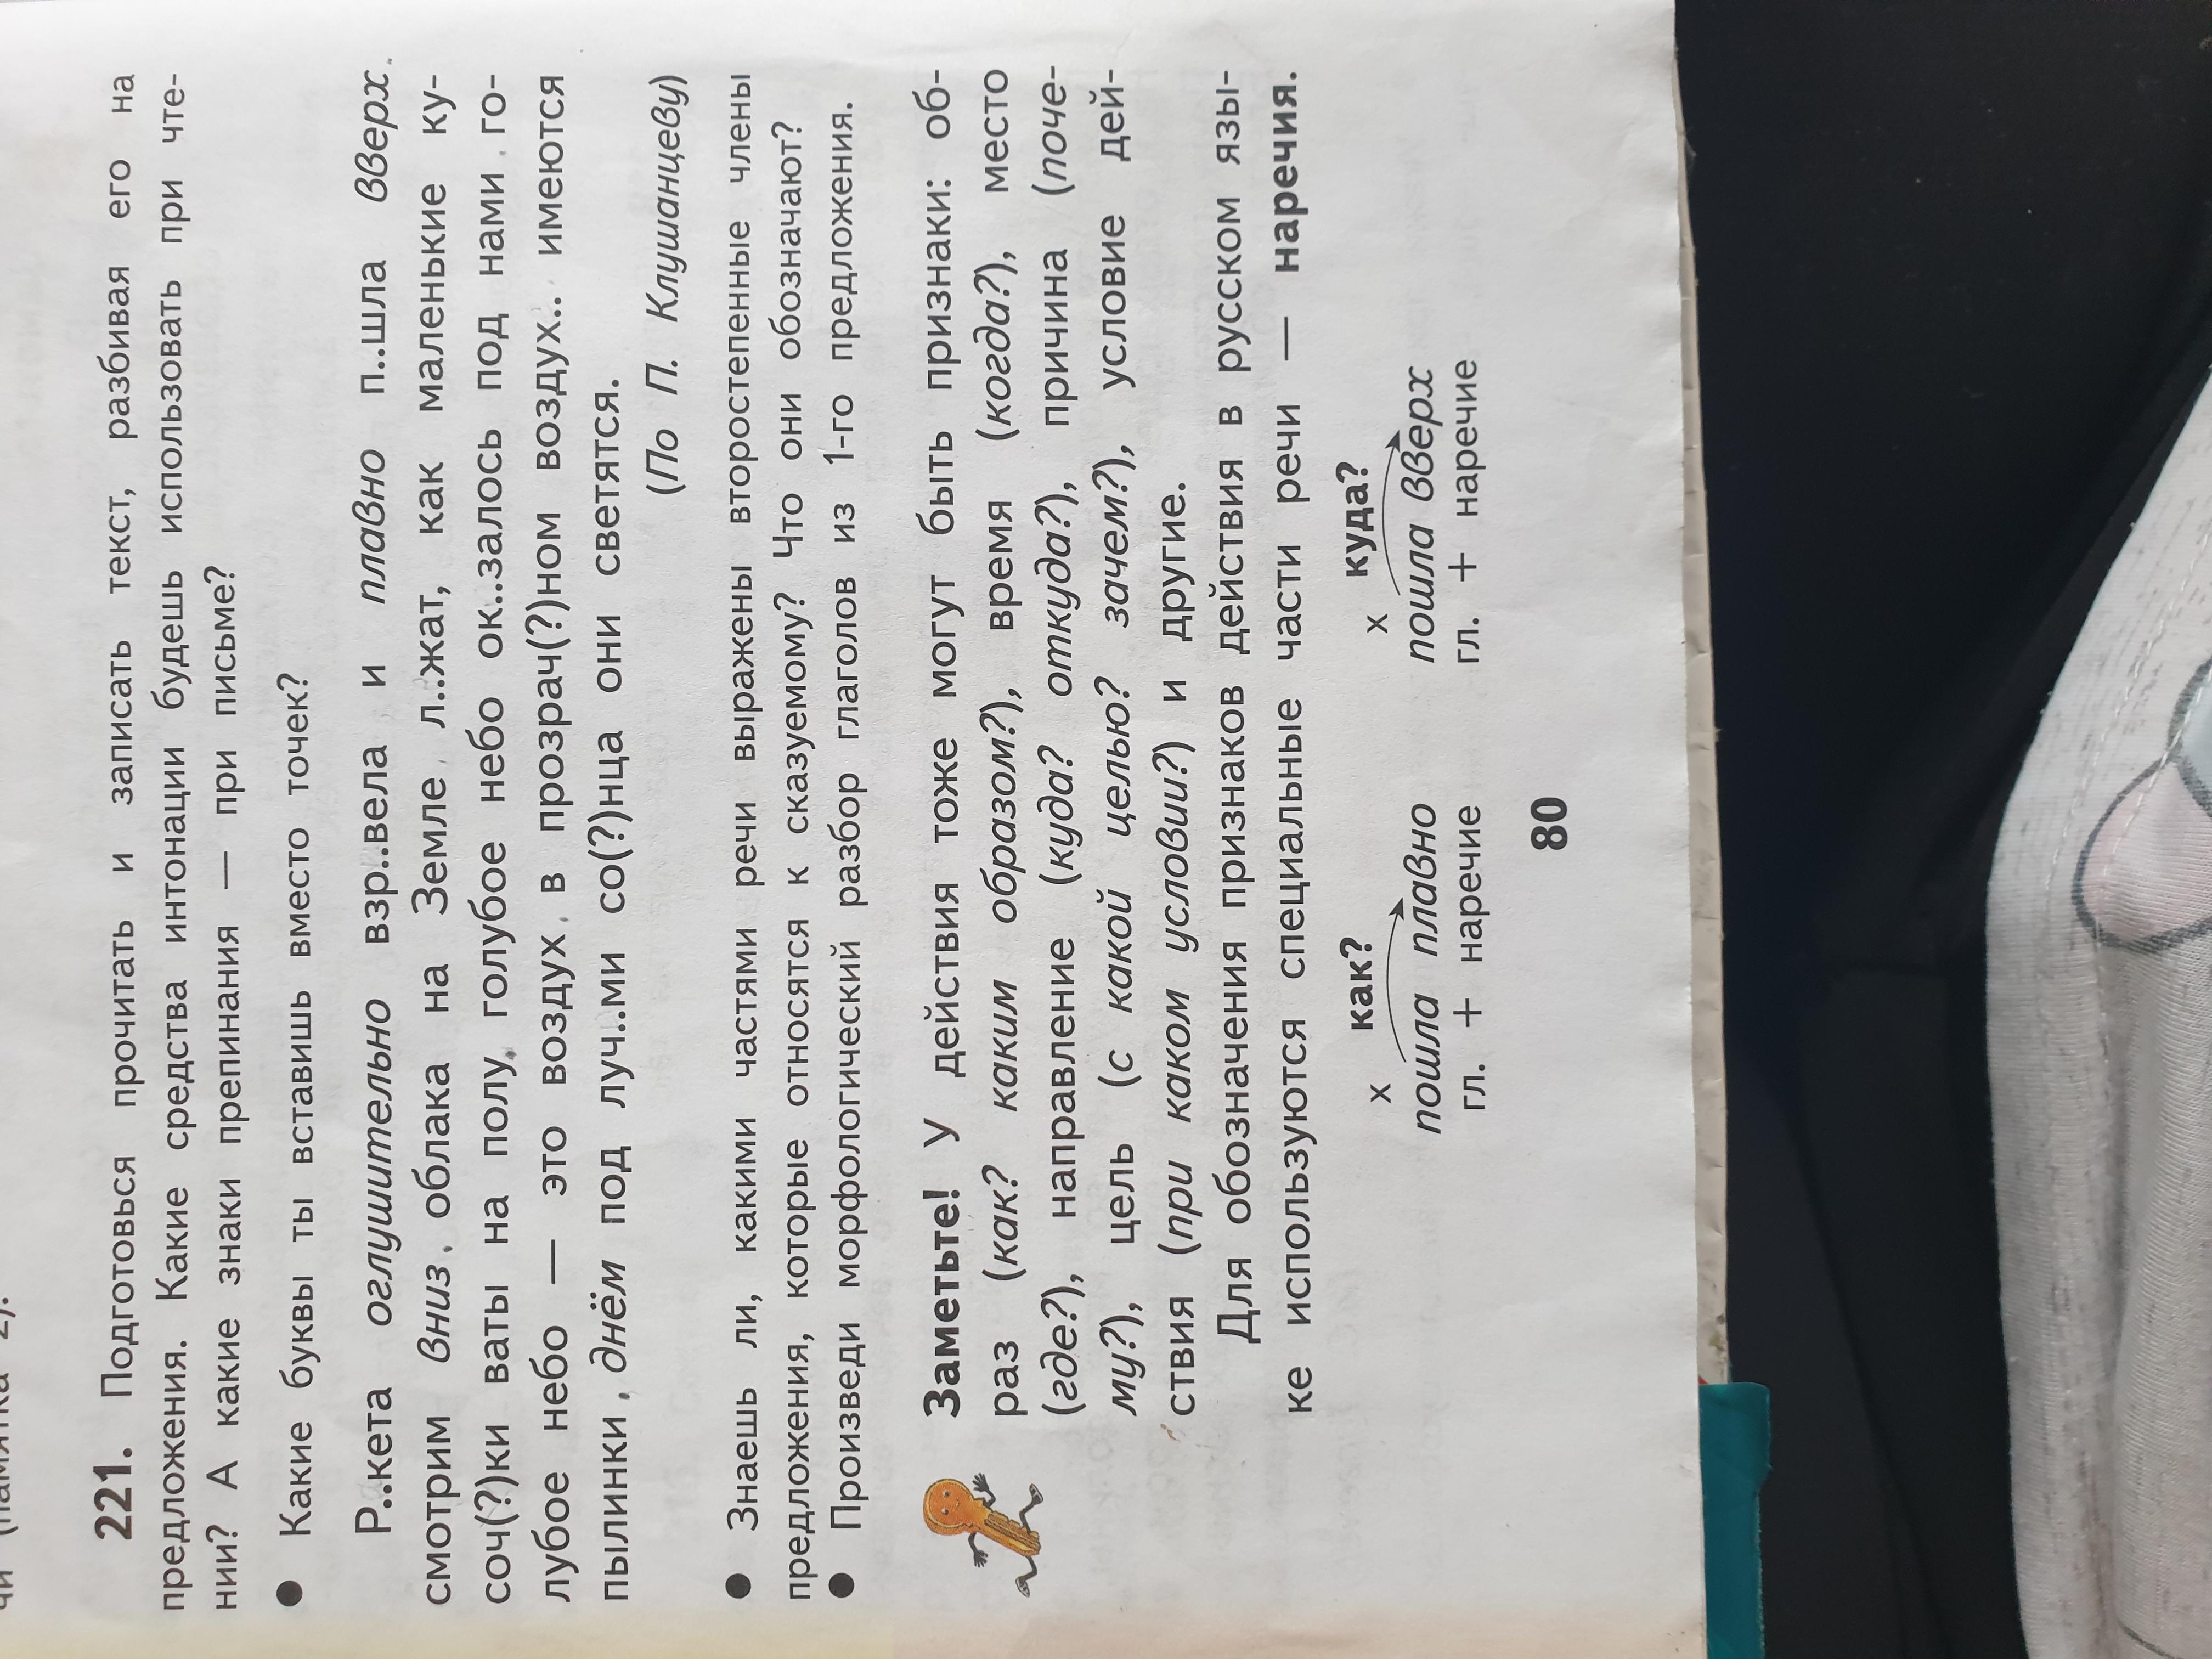 221. Подготовься прочитать и записать текст, разбивая его на
предложения. Какие средства интонации будешь использовать при чте-
нии? А какие знаки препинания — при письме?
● Какие буквы ты вставишь вместо точек?
Р..кета оглушительно взр..вела и плавно п..шла вверх.
смотрим вниз. облака на Земле л..жат, как маленькие ку-
соч(?)ки ваты на полу, голубое небо ок..залось под нами. го-
лубое небо — это воздух. в прозрач(?)ном воздух.. имеются
пылинки, днём под луч..ми со(?)нца они светятся.
(По П. Клушанцеву)
● Знаешь ли, какими частями речи выражены второстепенные члены
предложения, которые относятся к сказуемому? Что они обозначают?
● Произведи морфологический разбор глаголов из 1-го предложения.
Заметьте! У действия тоже могут быть признаки: об-
раз (как? каким образом?), время (когда?), место
(где?), направление (куда? откуда?), причина (поче-
му?), цель (с какой целью? зачем?), условие дей-
ствия (при каком условии?) и другие.
Для обозначения признаков действия в русском язы-
ке используются специальные части речи — наречия.
х как? х куда?
пошла плавно пошла вверх
гл. + наречие гл. + наречие
80